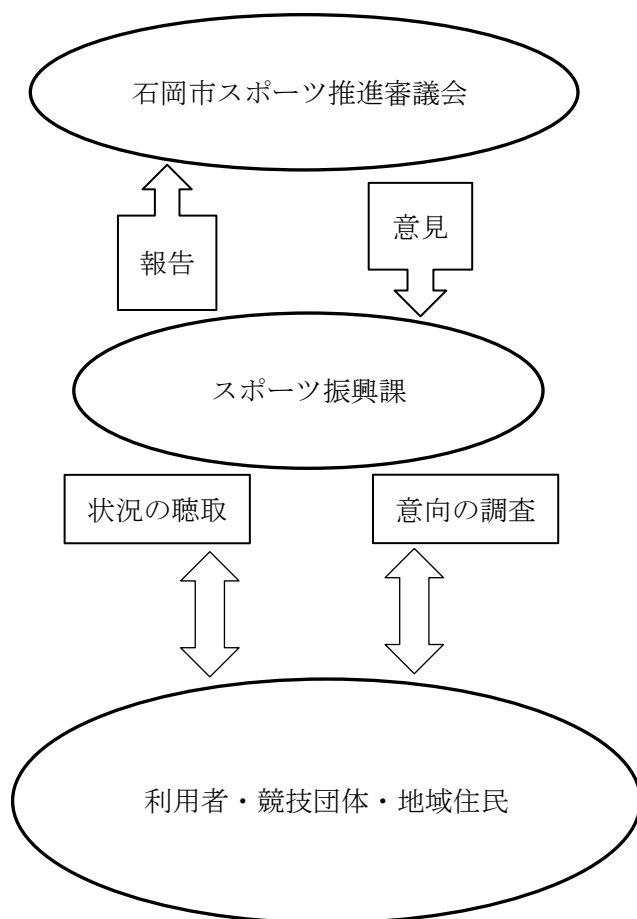 石岡市スポーツ推進審議会
報告
意見
スポーツ振興課
状況の聴取
意向の調査
利用者・競技団体・地域住民